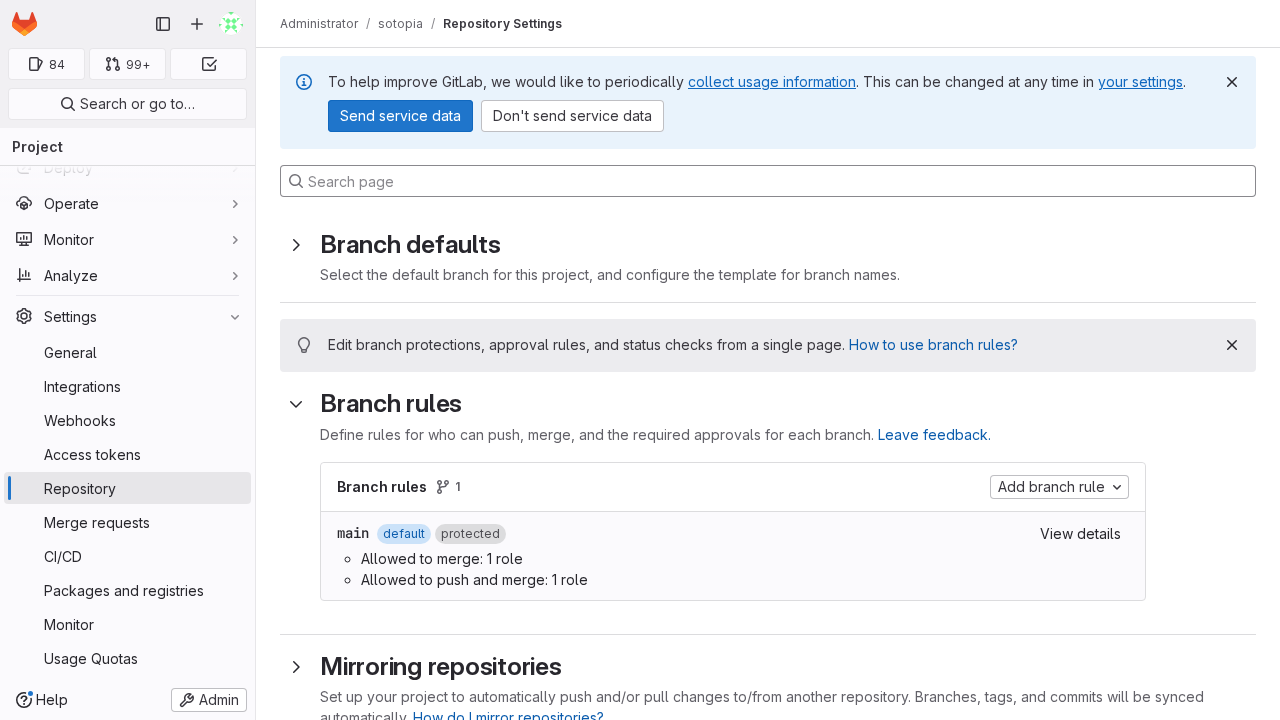 Administrator / sotopia / Repository Settings
84
99+
Search or go to…
Project
Deploy
Operate
Monitor
Analyze
Settings
General
Integrations
Webhooks
Access tokens
Repository
Merge requests
CI/CD
Packages and registries
Monitor
Usage Quotas
Help
Admin
To help improve GitLab, we would like to periodically collect usage information. This can be changed at any time in your settings.
Send service data
Don't send service data
Search page
Branch defaults
Select the default branch for this project, and configure the template for branch names.
Edit branch protections, approval rules, and status checks from a single page. How to use branch rules?
Branch rules
Define rules for who can push, merge, and the required approvals for each branch. Leave feedback.
Branch rules 1
Add branch rule
main default protected
View details
Allowed to merge: 1 role
Allowed to push and merge: 1 role
Mirroring repositories
Set up your project to automatically push and/or pull changes to/from another repository. Branches, tags, and commits will be synced
automatically. How do I mirror repositories?